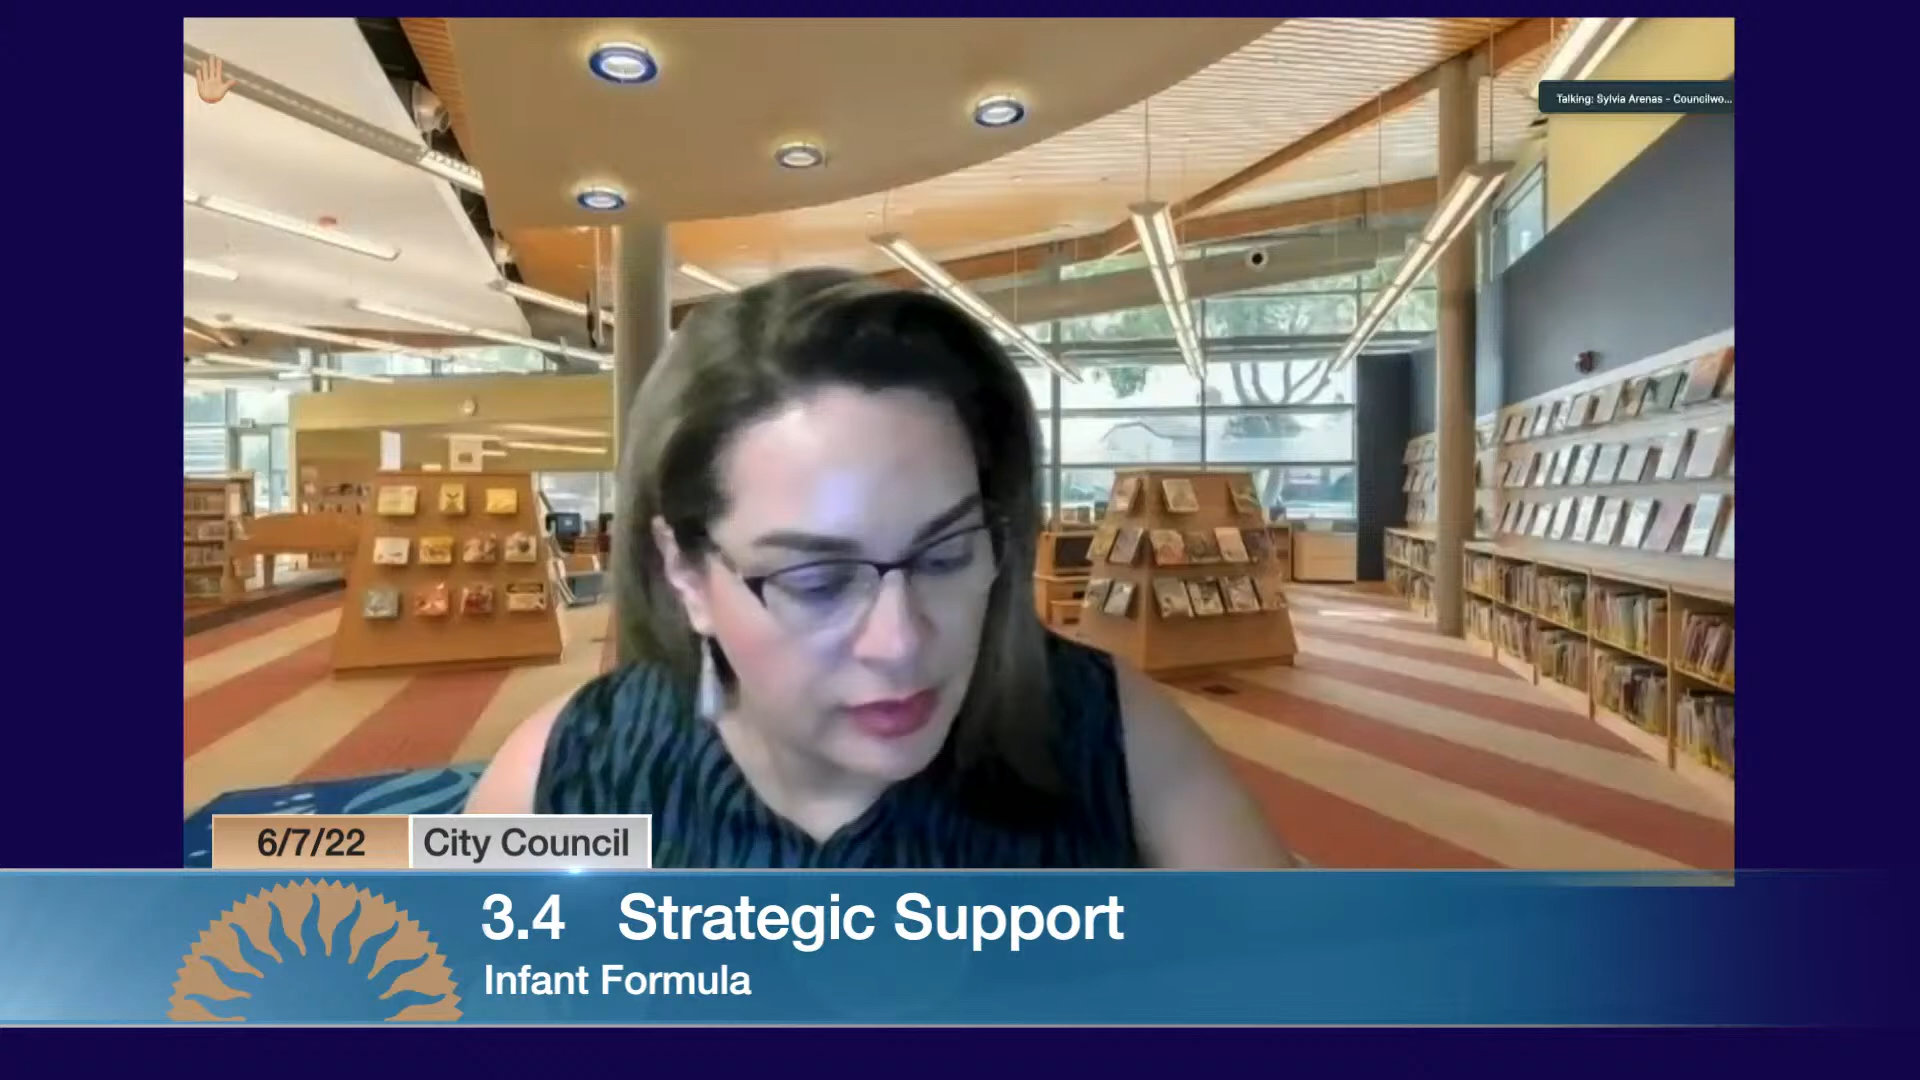 Talking: Sylvia Arenas - Councilwo...
6/7/22 City Council
3.4 Strategic Support
Infant Formula